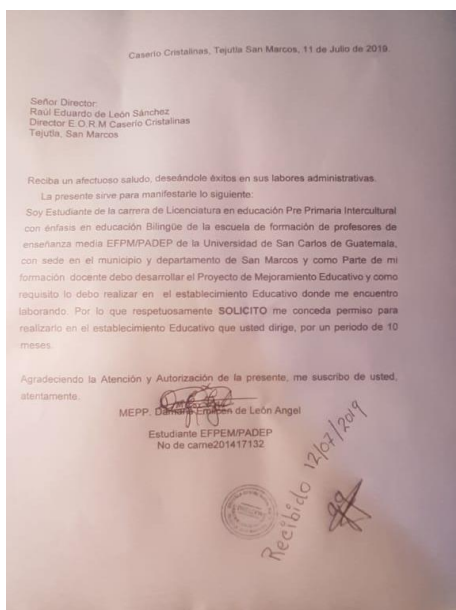 Caserío Cristalinas, Tejutla San Marcos, 11 de Julio de 2019.
Señor Director:
Raúl Eduardo de León Sánchez
Director E.O.R.M Caserío Cristalinas
Tejutla, San Marcos
Reciba un afectuoso saludo, deseándole éxitos en sus labores administrativas.
La presente sirve para manifestarle lo siguiente:
Soy Estudiante de la carrera de Licenciatura en educación Pre Primaria Intercultural
con énfasis en educación Bilingüe de la escuela de formación de profesores de
enseñanza media EFPM/PADEP de la Universidad de San Carlos de Guatemala,
con sede en el municipio y departamento de San Marcos y como Parte de mi
formación docente debo desarrollar el Proyecto de Mejoramiento Educativo y como
requisito lo debo realizar en el establecimiento Educativo donde me encuentro
laborando. Por lo que respetuosamente SOLICITO me conceda permiso para
realizarlo en el establecimiento Educativo que usted dirige, por un periodo de 10
meses.
Agradeciendo la Atención y Autorización de la presente, me suscribo de usted,
atentamente,
MEPP. de León Angel
Estudiante EFPEM/PADEP
No de carne201417132
Recibido 12/07/2019